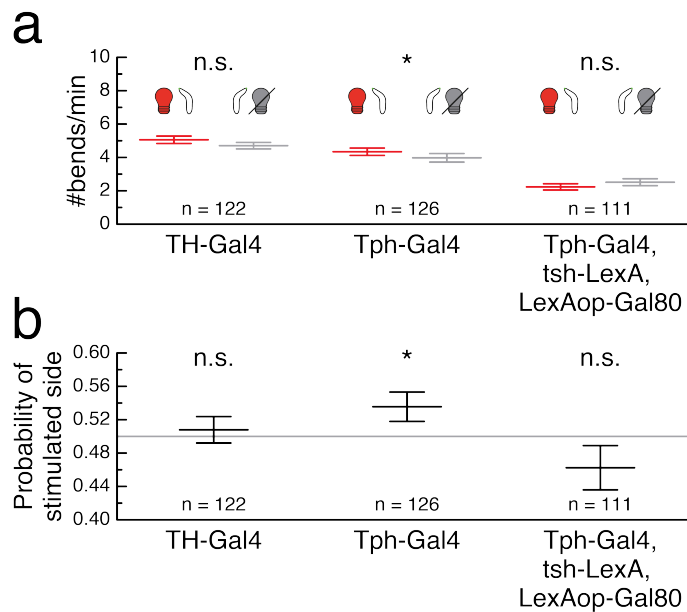 a
#bends/min
10
8
6
4
2
0
n.s.
*
n.s.
n = 122
n = 126
n = 111
TH-Gal4
Tph-Gal4
Tph-Gal4,
tsh-LexA,
LexAop-Gal80
b
Probability of
stimulated side
0.60
0.56
0.52
0.48
0.44
0.40
n.s.
*
n.s.
n = 122
n = 126
n = 111
TH-Gal4
Tph-Gal4
Tph-Gal4,
tsh-LexA,
LexAop-Gal80